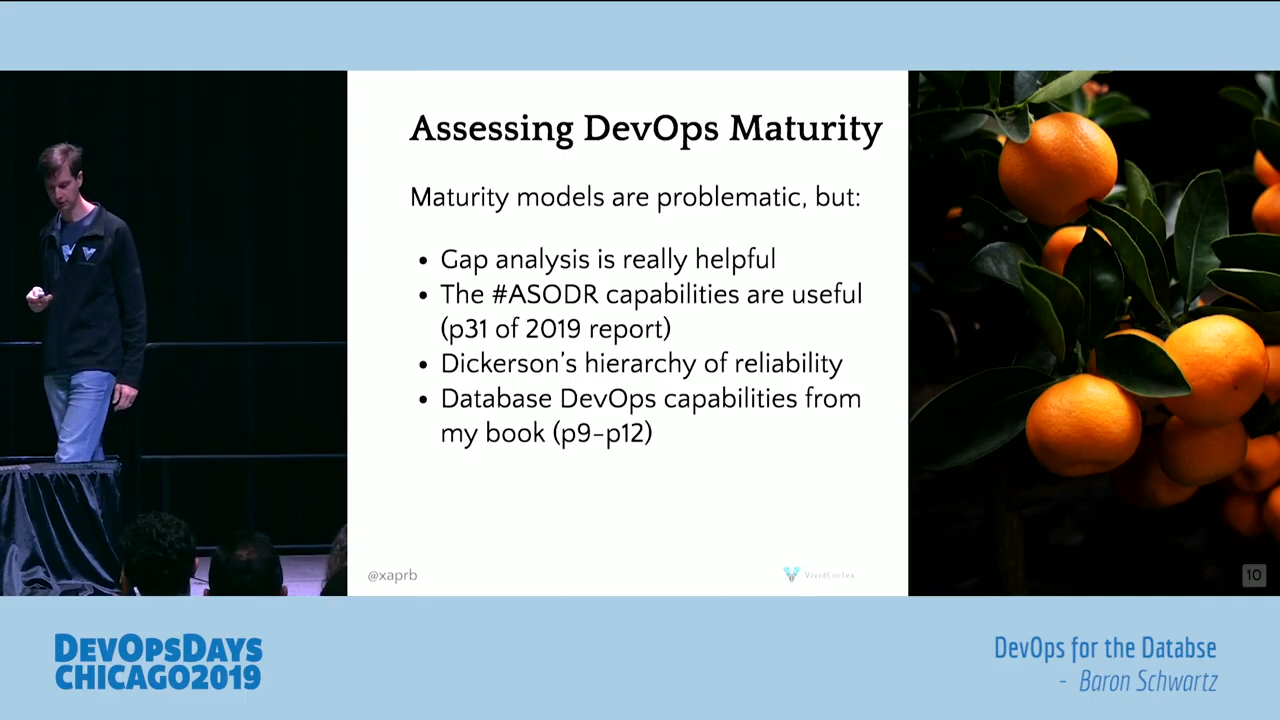 Assessing DevOps Maturity
Maturity models are problematic, but:
• Gap analysis is really helpful
• The #ASODR capabilities are useful
(p31 of 2019 report)
• Dickerson's hierarchy of reliability
• Database DevOps capabilities from
my book (p9-p12)
@xaprb
VividCortex
10
DEVOPSDAYS
CHICAGO2019
DevOps for the Databse
- Baron Schwartz